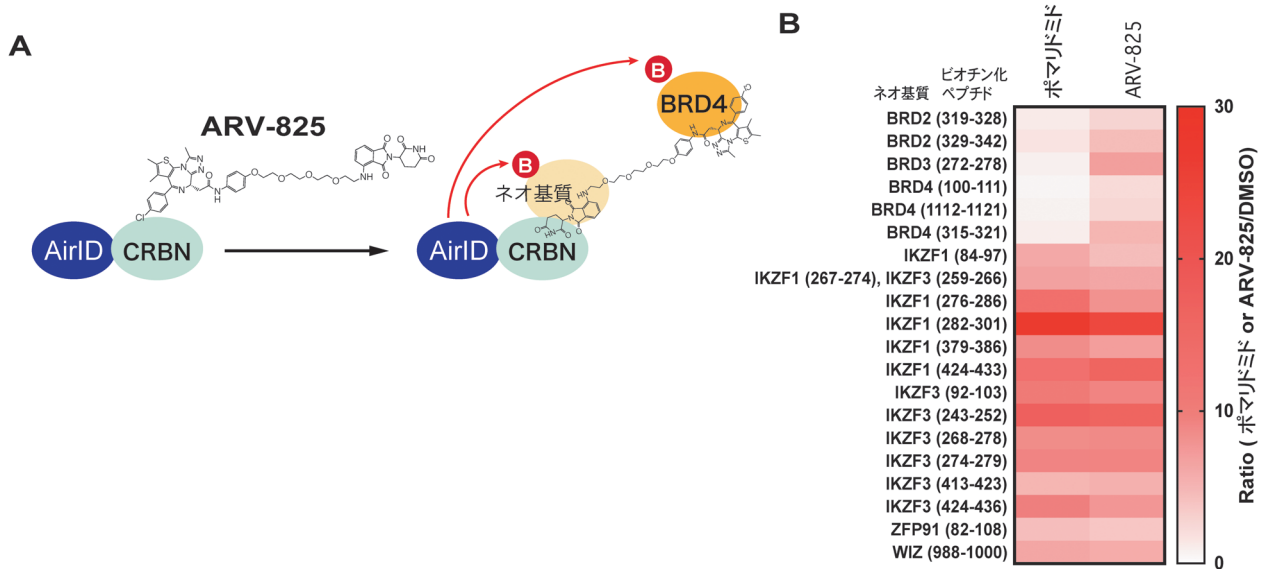 A
ARV-825
AirID
CRBN
B
BRD4
B
ネオ基質
AirID
CRBN
B
ネオ基質
ビオチン化
ペプチド
ポマリドミド
ARV-825
BRD2 (319-328)
BRD2 (329-342)
BRD3 (272-278)
BRD4 (100-111)
BRD4 (1112-1121)
BRD4 (315-321)
IKZF1 (84-97)
IKZF1 (267-274), IKZF3 (259-266)
IKZF1 (276-286)
IKZF1 (282-301)
IKZF1 (379-386)
IKZF1 (424-433)
IKZF3 (92-103)
IKZF3 (243-252)
IKZF3 (268-278)
IKZF3 (274-279)
IKZF3 (413-423)
IKZF3 (424-436)
ZFP91 (82-108)
WIZ (988-1000)
30
20
10
0
Ratio ( ポマリドミド or ARV-825/DMSO)